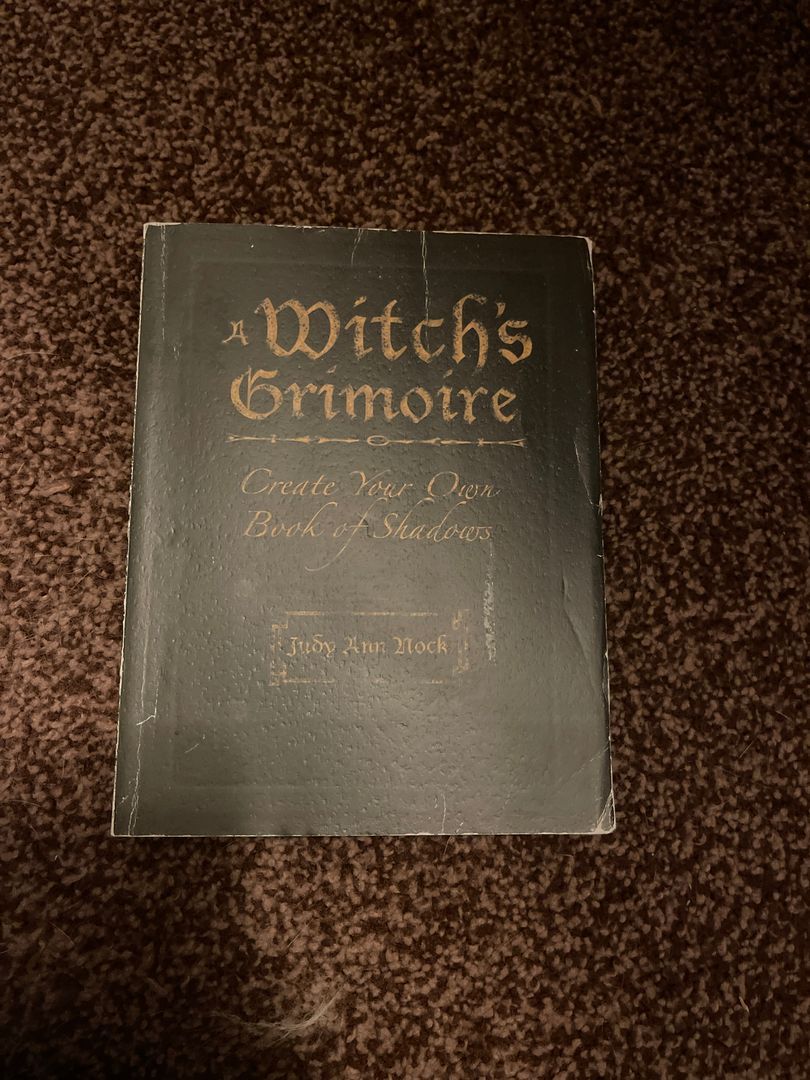 A Witch's
Grimoire
Create Your Own
Book of Shadows
Judy Ann Nock